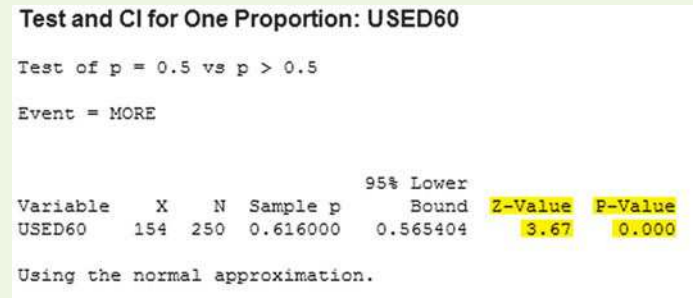 Test and CI for One Proportion: USED60
Test of p = 0.5 vs p > 0.5
Event = MORE
95% Lower
Variable X N Sample p Bound Z-Value P-Value
USED60 154 250 0.616000 0.565404 3.67 0.000
Using the normal approximation.